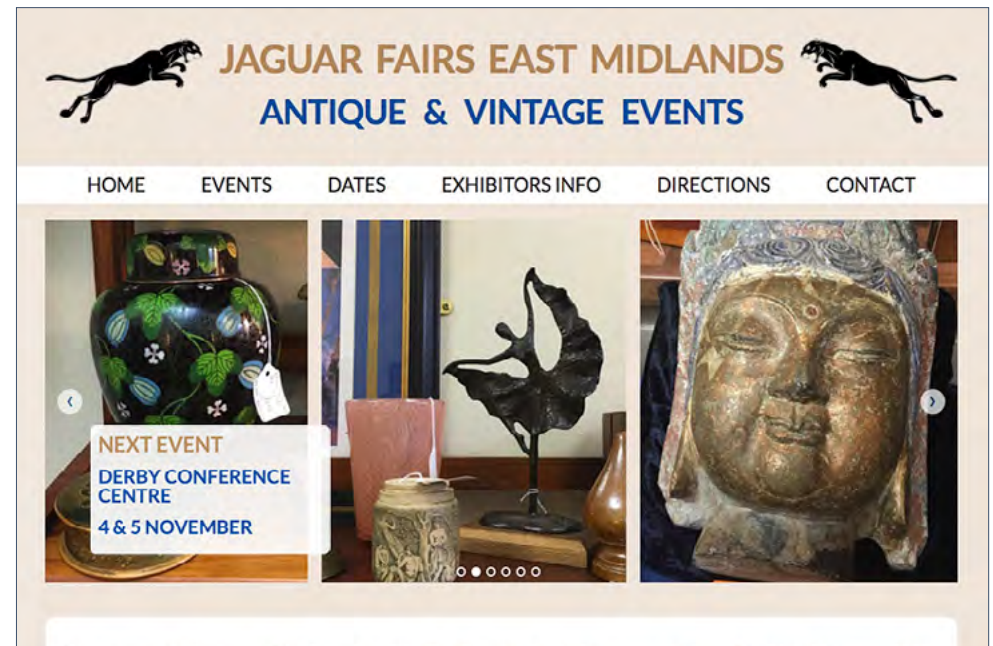 JAGUAR FAIRS EAST MIDLANDS
ANTIQUE & VINTAGE EVENTS
HOME EVENTS DATES EXHIBITORS INFO DIRECTIONS CONTACT
NEXT EVENT
DERBY CONFERENCE
CENTRE
4 & 5 NOVEMBER